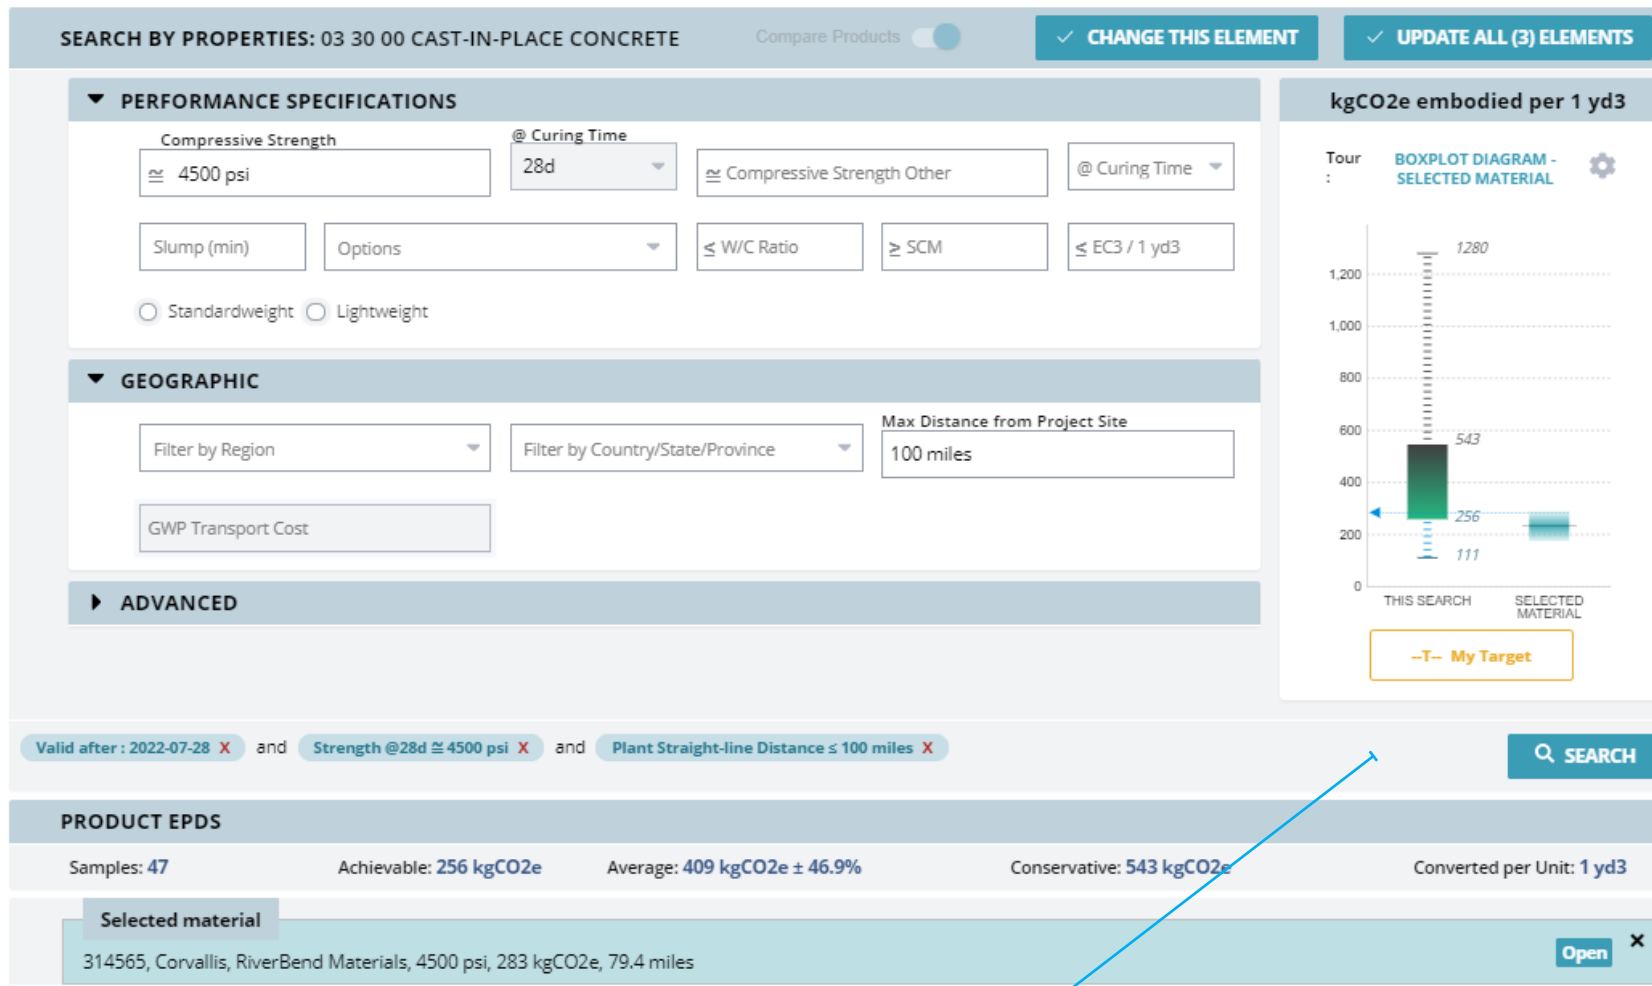 SEARCH BY PROPERTIES: 03 30 00 CAST-IN-PLACE CONCRETE
Compare Products
CHANGE THIS ELEMENT
UPDATE ALL (3) ELEMENTS
PERFORMANCE SPECIFICATIONS
Compressive Strength
≅ 4500 psi
@ Curing Time
28d
≅ Compressive Strength Other
@ Curing Time
Slump (min)
Options
≤ W/C Ratio
≥ SCM
≤ EC3 / 1 yd3
Standardweight
Lightweight
GEOGRAPHIC
Filter by Region
Filter by Country/State/Province
Max Distance from Project Site
100 miles
GWP Transport Cost
ADVANCED
kgCO2e embodied per 1 yd3
Tour
:
BOXPLOT DIAGRAM -
SELECTED MATERIAL
1280
1,200
1,000
800
600
543
400
256
200
111
0
THIS SEARCH
SELECTED
MATERIAL
--T-- My Target
Valid after : 2022-07-28 X and Strength @28d ≅ 4500 psi X and Plant Straight-line Distance ≤ 100 miles X
SEARCH
PRODUCT EPDS
Samples: 47
Achievable: 256 kgCO2e
Average: 409 kgCO2e ± 46.9%
Conservative: 543 kgCO2e
Converted per Unit: 1 yd3
Selected material
314565, Corvallis, RiverBend Materials, 4500 psi, 283 kgCO2e, 79.4 miles
Open